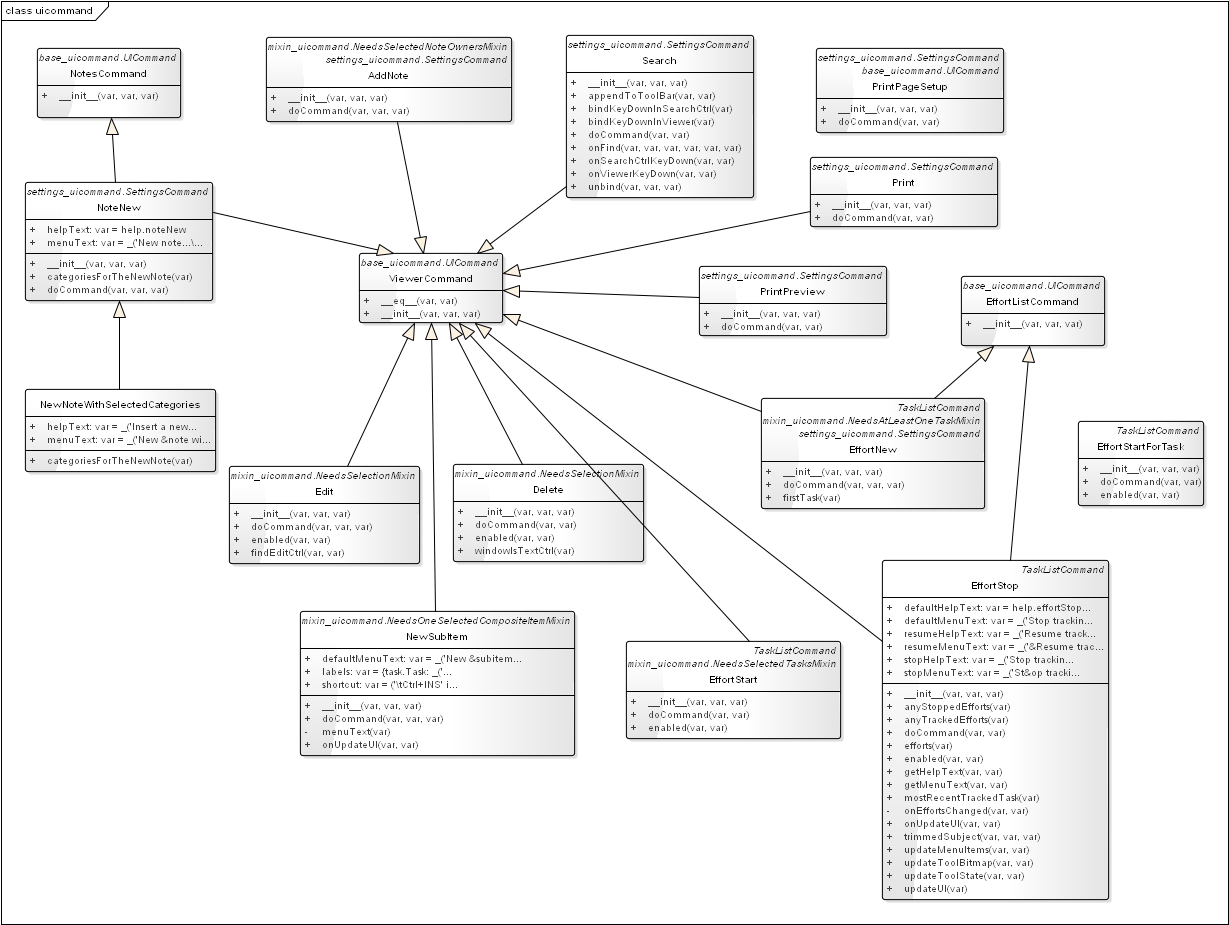 class uicommand
base_uicommand.UICommand
NotesCommand
+ __init__(var, var, var)
mixin_uicommand.NeedsSelectedNoteOwnersMixin
settings_uicommand.SettingsCommand
AddNote
+ __init__(var, var, var)
+ doCommand(var, var, var)
settings_uicommand.SettingsCommand
Search
+ __init__(var, var, var)
+ appendToToolBar(var, var)
+ bindKeyDownInSearchCtrl(var)
+ bindKeyDownInViewer(var)
+ doCommand(var, var)
+ onFind(var, var, var, var, var, var)
+ onSearchCtrlKeyDown(var, var)
+ onViewerKeyDown(var, var)
+ unbind(var, var, var)
settings_uicommand.SettingsCommand
base_uicommand.UICommand
PrintPageSetup
+ __init__(var, var, var)
+ doCommand(var, var)
settings_uicommand.SettingsCommand
Print
+ __init__(var, var, var)
+ doCommand(var, var)
settings_uicommand.SettingsCommand
NoteNew
+ helpText: var = help.noteNew
+ menuText: var = _('New note...\...
+ __init__(var, var, var)
+ categoriesForTheNewNote(var)
+ doCommand(var, var, var)
base_uicommand.UICommand
ViewerCommand
+ __eq__(var, var)
+ __init__(var, var, var)
settings_uicommand.SettingsCommand
PrintPreview
+ __init__(var, var, var)
+ doCommand(var, var)
base_uicommand.UICommand
EffortListCommand
+ __init__(var, var, var)
NewNoteWithSelectedCategories
+ helpText: var = _('Insert a new...
+ menuText: var = _('New &note wi...
+ categoriesForTheNewNote(var)
TaskListCommand
mixin_uicommand.NeedsAtLeastOneTaskMixin
settings_uicommand.SettingsCommand
EffortNew
+ __init__(var, var, var)
+ doCommand(var, var, var)
+ firstTask(var, var)
TaskListCommand
EffortStartForTask
+ __init__(var, var, var)
+ doCommand(var, var, var)
+ enabled(var, var)
mixin_uicommand.NeedsSelectionMixin
Edit
+ __init__(var, var, var)
+ doCommand(var, var, var)
+ enabled(var, var)
+ findEditCtrl(var, var)
mixin_uicommand.NeedsSelectionMixin
Delete
+ __init__(var, var, var)
+ doCommand(var, var)
+ enabled(var, var)
+ windowIsTextCtrl(var)
TaskListCommand
EffortStop
+ defaultHelpText: var = help.effortStop...
+ defaultMenuText: var = _('Stop trackin...
+ resumeHelpText: var = _('Resume track...
+ resumeMenuText: var = _('&Resume trac...
+ stopHelpText: var = _('Stop trackin...
+ stopMenuText: var = _('St&op tracki...
+ __init__(var, var, var)
+ anyStoppedEfforts(var)
+ anyTrackedEfforts(var)
+ doCommand(var, var)
+ efforts(var)
+ enabled(var, var)
+ getHelpText(var, var)
+ getMenuText(var, var)
+ mostRecentTrackedTask(var)
- onEffortsChanged(var, var)
+ onUpdateUI(var, var)
+ trimmedSubject(var, var, var)
+ updateMenuItems(var, var)
+ updateToolBitmap(var, var)
+ updateToolState(var, var)
+ updateUI(var)
mixin_uicommand.NeedsOneSelectedCompositeItemMixin
NewSubItem
+ defaultMenuText: var = _('New &subitem...
+ labels: var = {task.Task: _('...
+ shortcut: var = ('\tCtrl+INS' i...
+ __init__(var, var, var)
+ doCommand(var, var, var)
- menuText(var)
+ onUpdateUI(var, var)
TaskListCommand
mixin_uicommand.NeedsSelectedTasksMixin
EffortStart
+ __init__(var, var, var)
+ doCommand(var, var)
+ enabled(var, var)